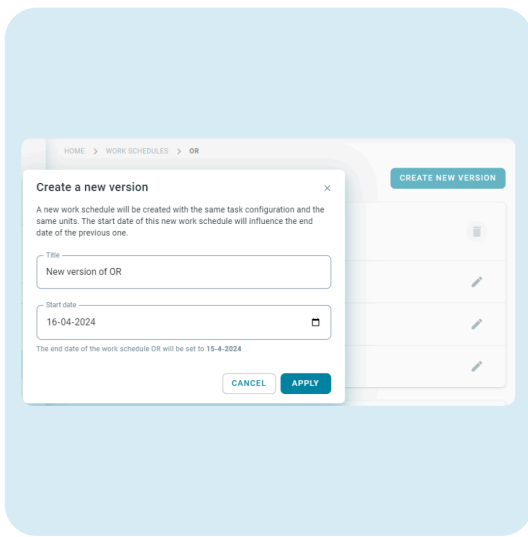 HOME > WORK SCHEDULES > OR
CREATE NEW VERSION
Create a new version
A new work schedule will be created with the same task configuration and the
same units. The start date of this new work schedule will influence the end
date of the previous one.
Title
New version of OR
Start date
16-04-2024
The end date of the work schedule OR will be set to 15-4-2024
CANCEL
APPLY